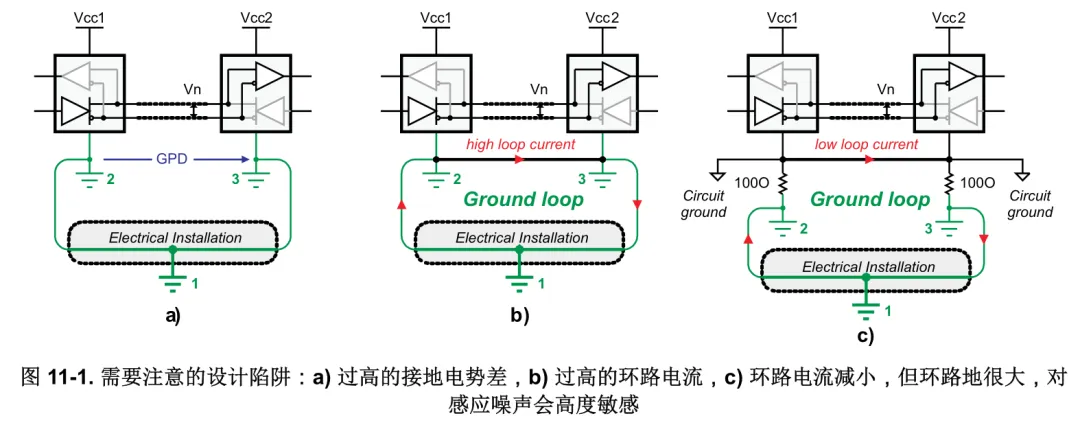 Vcc1
Vcc2
Vn
GPD
2
3
Electrical Installation
1
a)
Vcc1
Vcc2
Vn
high loop current
2
3
Ground loop
Electrical Installation
1
b)
Vcc1
Vcc2
Vn
low loop current
Circuit
ground
100O
100O
Circuit
ground
Ground loop
2
3
Electrical Installation
1
c)
图 11-1. 需要注意的设计陷阱：a) 过高的接地电势差，b) 过高的环路电流，c) 环路电流减小，但环路地很大，对
感应噪声会高度敏感